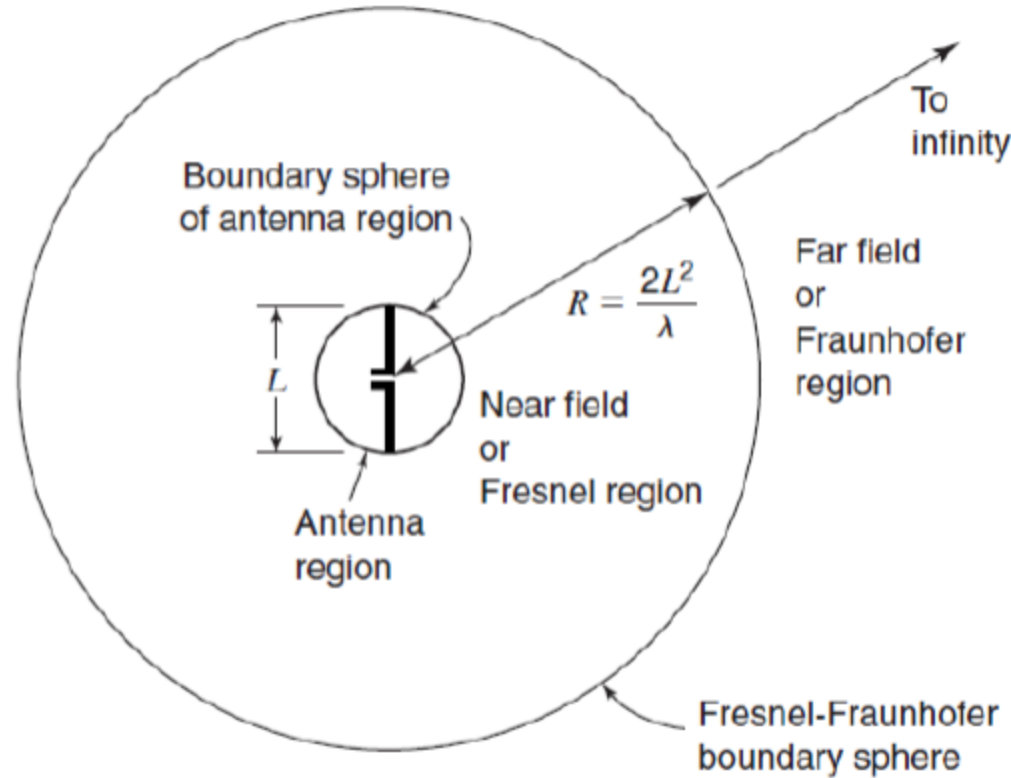 To
infinity
Boundary sphere
of antenna region
Far field
or
Fraunhofer
region
R = 2L²/λ
L
Near field
or
Fresnel region
Antenna
region
Fresnel-Fraunhofer
boundary sphere